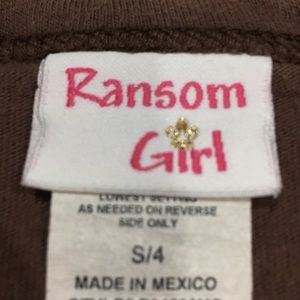 Ransom
Girl
LOWEST SETTING
AS NEEDED ON REVERSE
SIDE ONLY
S/4
MADE IN MEXICO